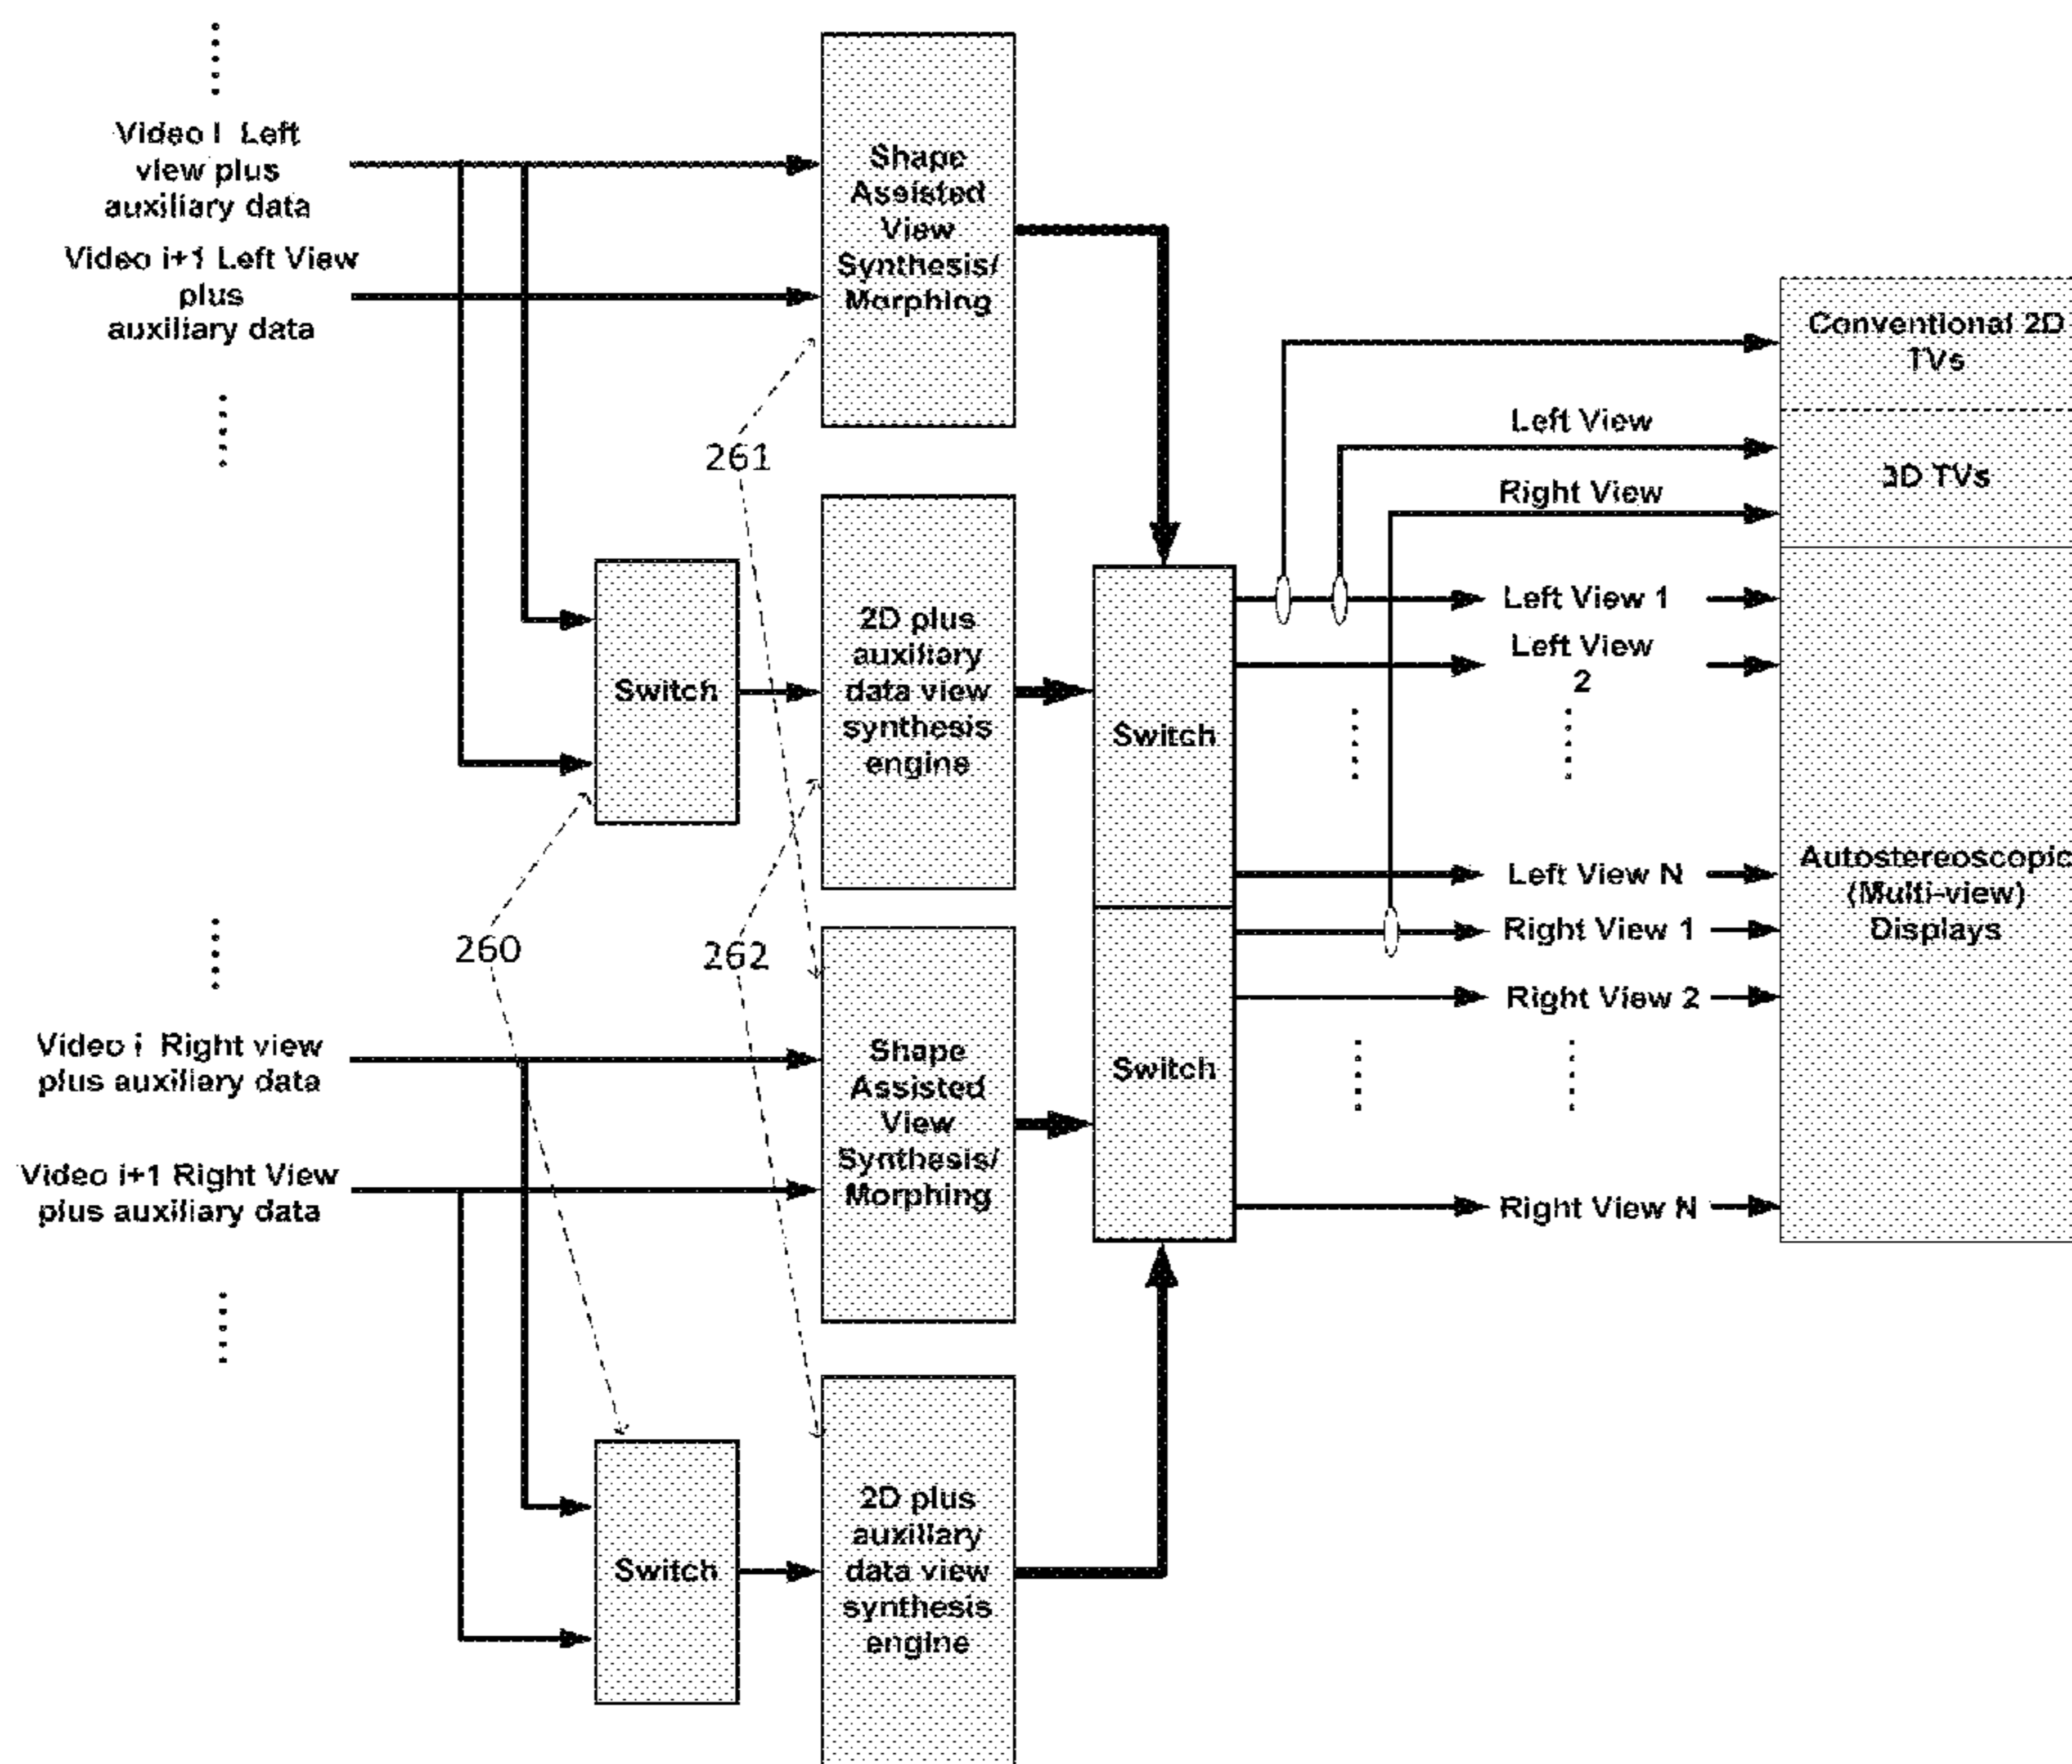 Video I Left
view plus
auxiliary data
Video i+1 Left View
plus
auxiliary data
Shape
Assisted
View
Synthesis/
Morphing
261
Switch
2D plus
auxiliary
data view
synthesis
engine
Switch
Conventional 2D
TVs
Left View
3D TVs
Right View
Left View 1
Left View
2
Left View N
Right View 1
Right View 2
Right View N
Autostereoscopic
(Multi-view)
Displays
260
262
Video i Right view
plus auxiliary data
Video i+1 Right View
plus auxiliary data
Shape
Assisted
View
Synthesis/
Morphing
Switch
Switch
2D plus
auxiliary
data view
synthesis
engine